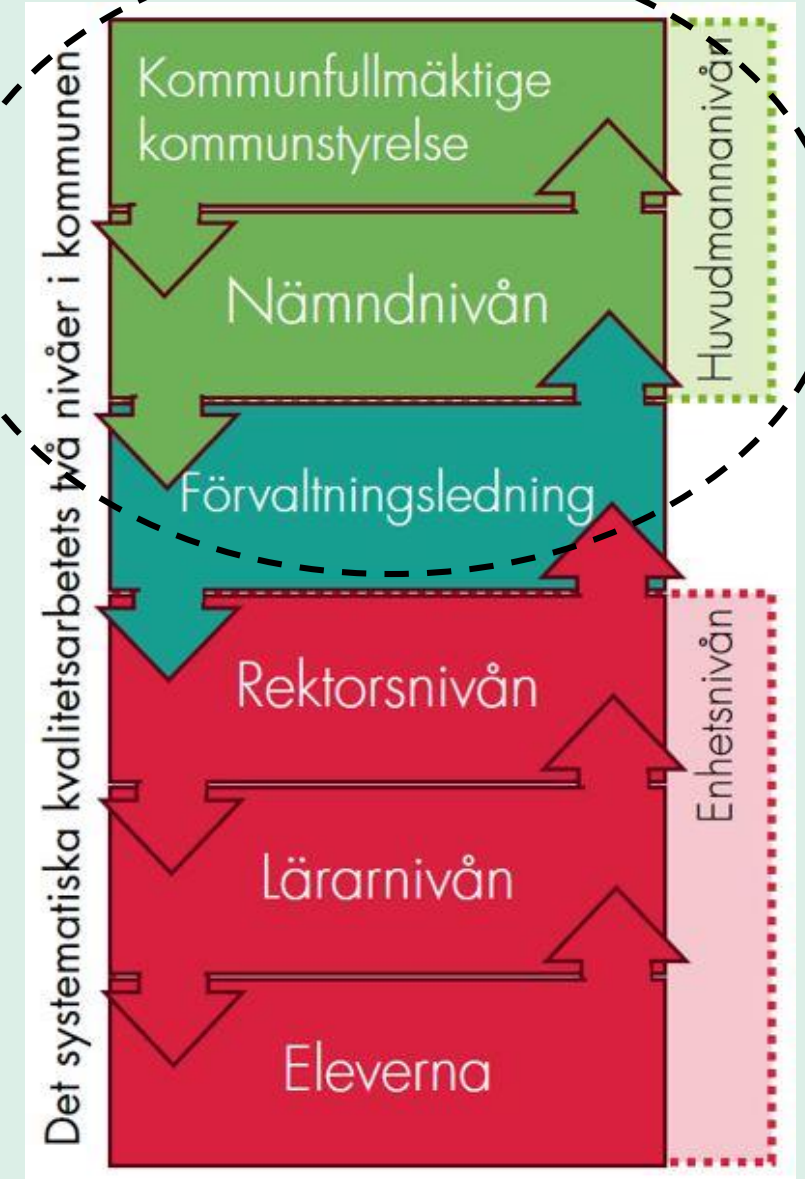 Det systematiska kvalitetsarbetets två nivåer i kommunen
Kommunfullmäktige
kommunstyrelse
Nämndnivån
Förvaltningsledning
Rektorsnivån
Lärarnivån
Eleverna
Huvudmannanivån
Enhetsnivån